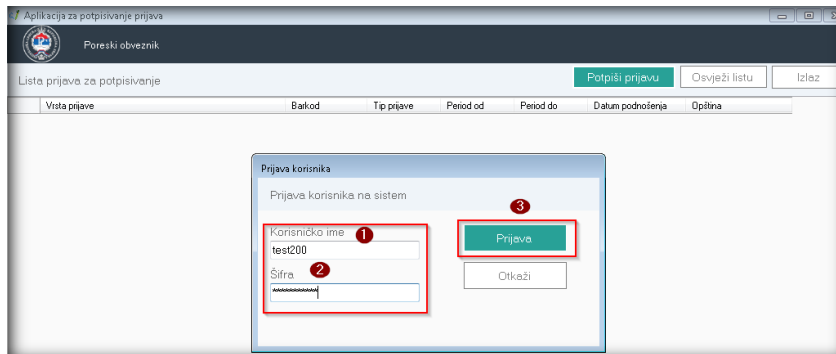 Aplikacija za potpisivanje prijava
Poreski obveznik
Lista prijava za potpisivanje
Potpiši prijavu
Osvježi listu
Izlaz
Vrsta prijave Barkod Tip prijave Period od Period do Datum podnošenja Opština
Prijava korisnika
Prijava korisnika na sistem
3
Korisničko ime 1
Prijava
test200
Šifra 2
Otkaži
***********